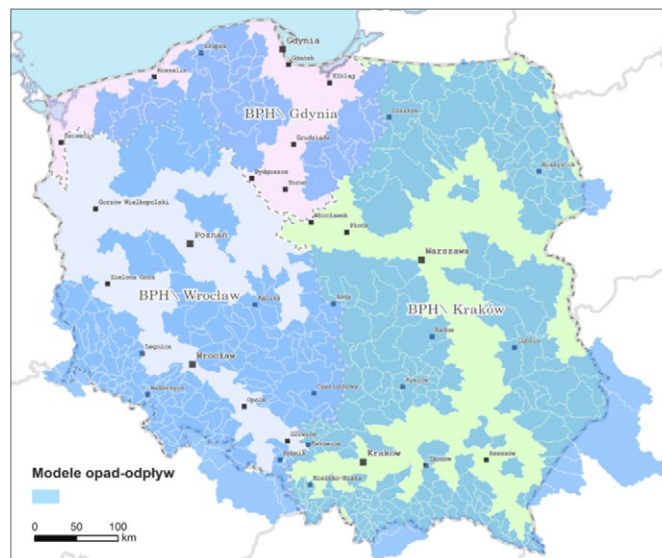 Gdynia
Słupsk
Gdańsk
Koszalin
Elbląg
BPH\ Gdynia
Olsztyn
Szczecin
Grudziądz
Białystok
Bydgoszcz
Toruń
Gorzów Wielkopolski
Włocławek
Płock
Poznań
Warszawa
Zielona Góra
BPH\ Wrocław
Kalisz
Łódź
BPH\ Kraków
Radom
Legnica
Lublin
Wrocław
Wałbrzych
Kielce
Częstochowa
Opole
Gliwice
Katowice
Rybnik
Kraków
Tarnów
Rzeszów
Modele opad-odpływ
Bielsko-Biała
0 50 100
km